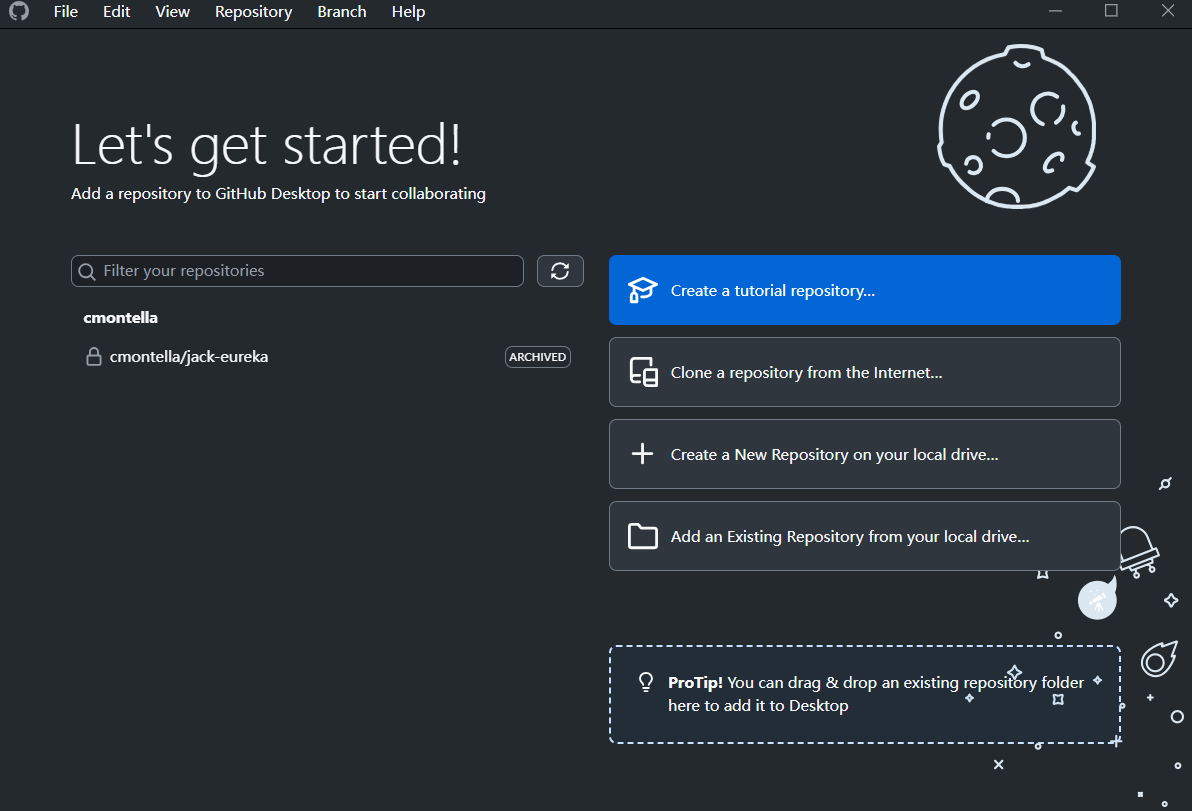 File Edit View Repository Branch Help
Let's get started!
Add a repository to GitHub Desktop to start collaborating
Filter your repositories
cmontella
cmontella/jack-eureka ARCHIVED
Create a tutorial repository...
Clone a repository from the Internet...
Create a New Repository on your local drive...
Add an Existing Repository from your local drive...
ProTip! You can drag & drop an existing repository folder
here to add it to Desktop